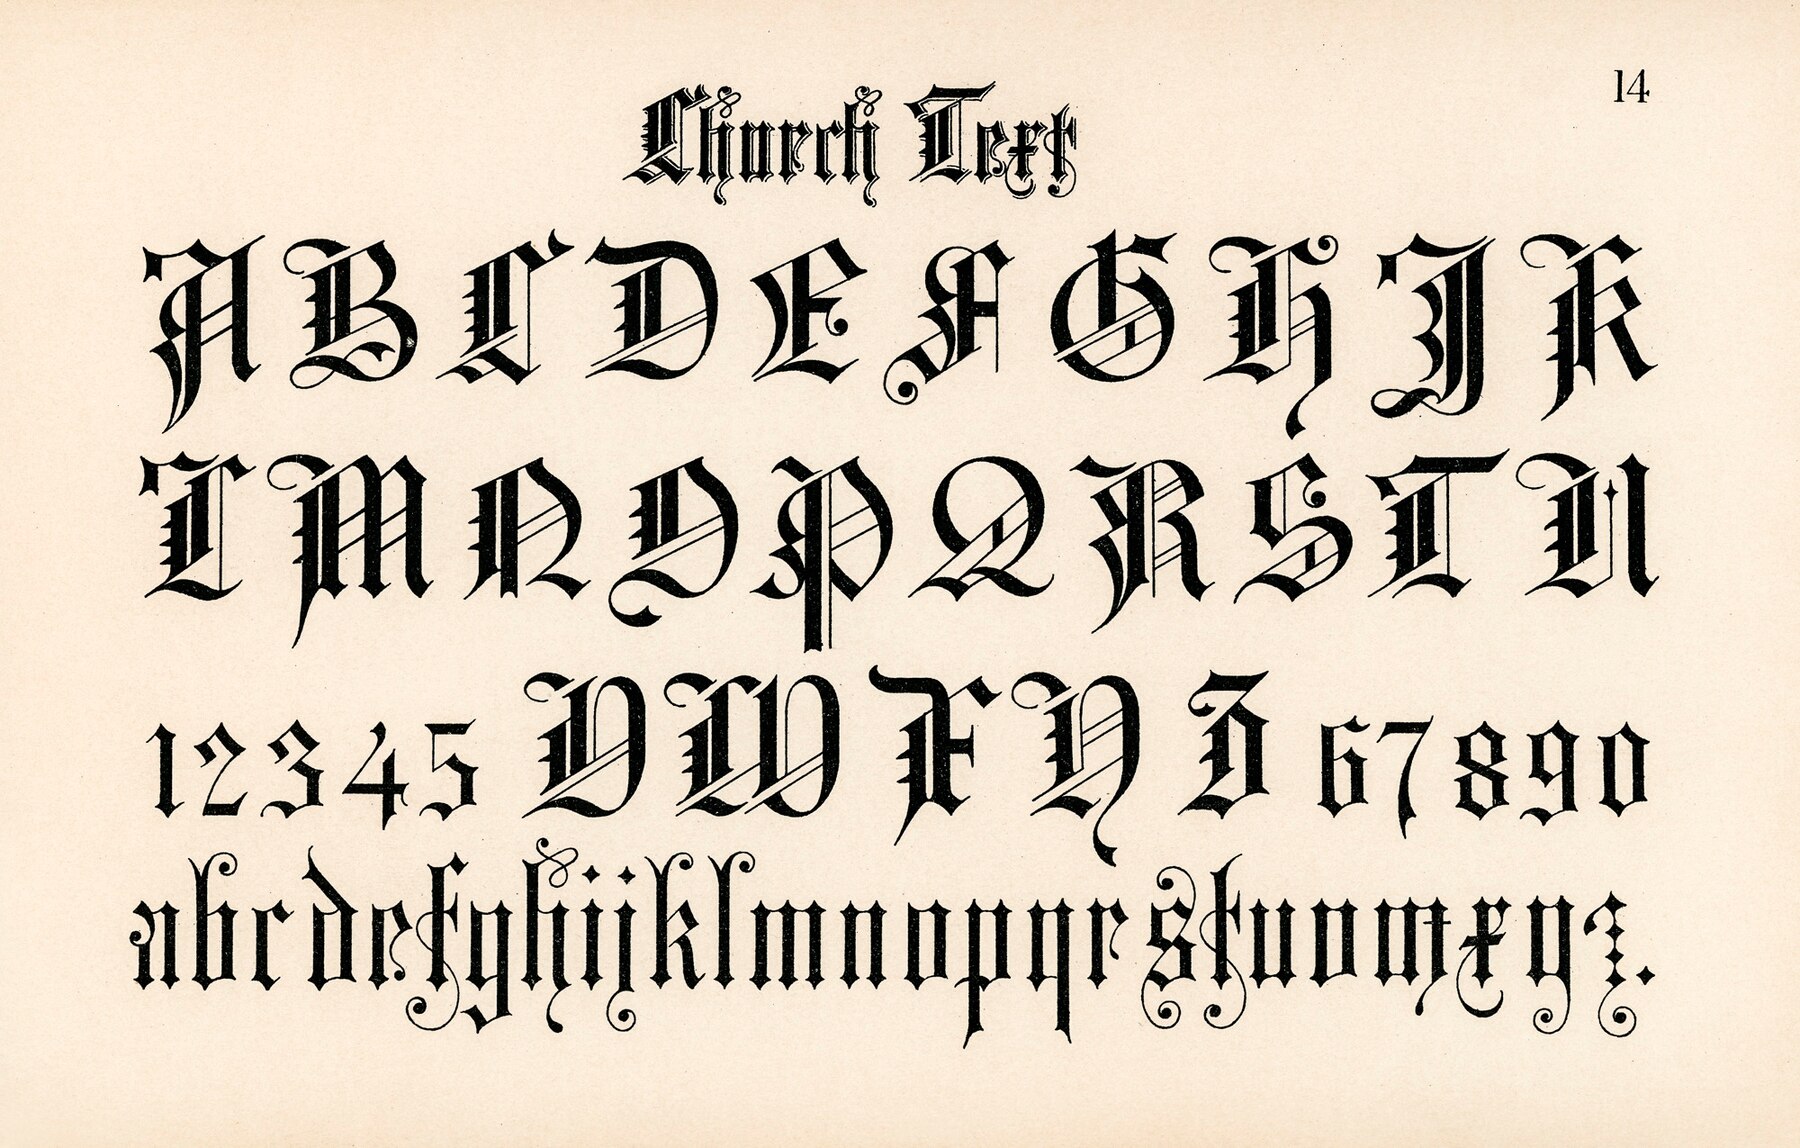 14
Church Text
A B C D E F G H J K
L M N O P Q R S T U
1 2 3 4 5 V W X Y Z 6 7 8 9 0
a b c d e f g h i j k l m n o p q r s t u v w x y z .